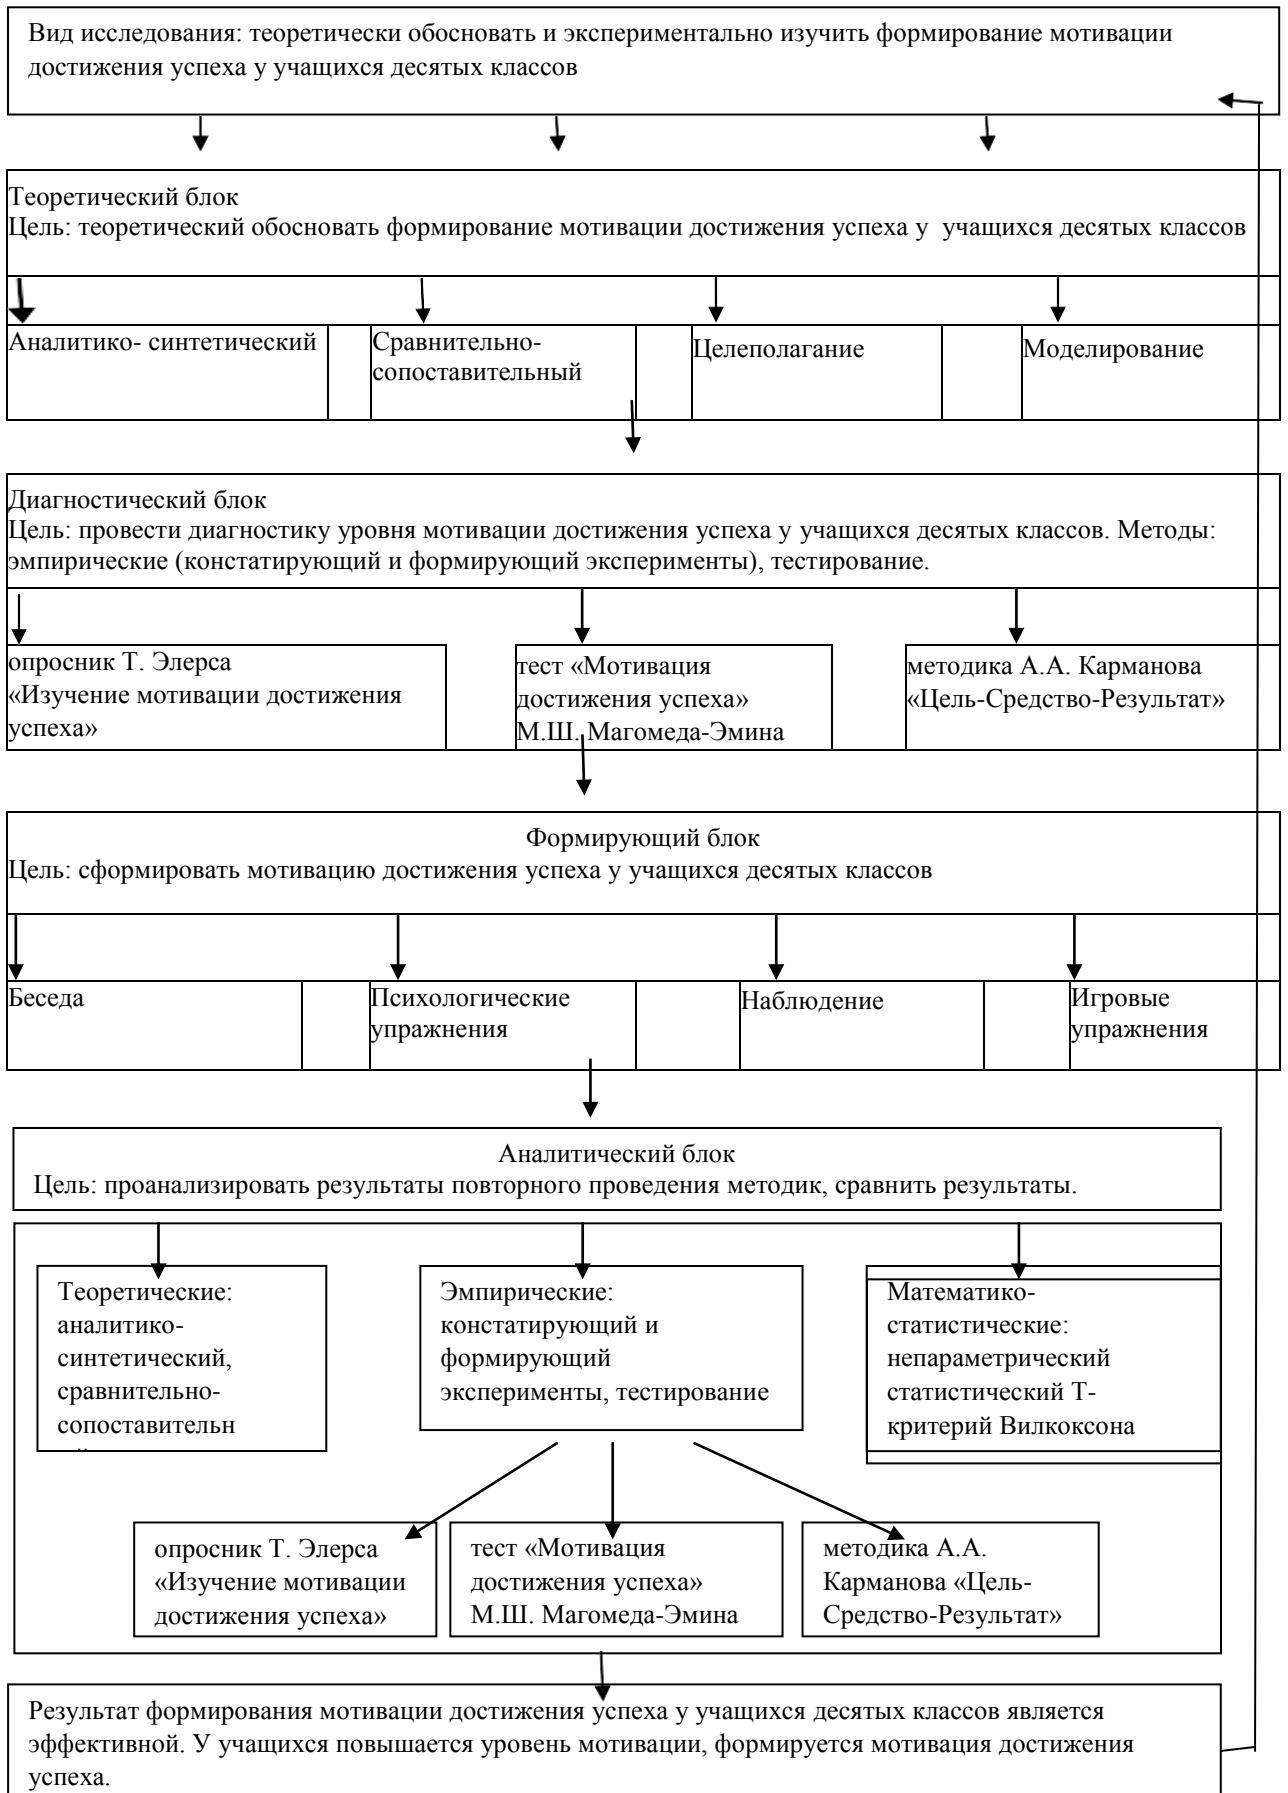 Вид исследования: теоретически обосновать и экспериментально изучить формирование мотивации
достижения успеха у учащихся десятых классов
Теоретический блок
Цель: теоретический обосновать формирование мотивации достижения успеха у учащихся десятых классов
Аналитико- синтетический
Сравнительно-
сопоставительный
Целеполагание
Моделирование
Диагностический блок
Цель: провести диагностику уровня мотивации достижения успеха у учащихся десятых классов. Методы:
эмпирические (констатирующий и формирующий эксперименты), тестирование.
опросник Т. Элерса
«Изучение мотивации достижения
успеха»
тест «Мотивация
достижения успеха»
М.Ш. Магомеда-Эмина
методика А.А. Карманова
«Цель-Средство-Результат»
Формирующий блок
Цель: сформировать мотивацию достижения успеха у учащихся десятых классов
Беседа
Психологические
упражнения
Наблюдение
Игровые
упражнения
Аналитический блок
Цель: проанализировать результаты повторного проведения методик, сравнить результаты.
Теоретические:
аналитико-
синтетический,
сравнительно-
сопоставительн
Эмпирические:
констатирующий и
формирующий
эксперименты, тестирование
Математико-
статистические:
непараметрический
статистический Т-
критерий Вилкоксона
опросник Т. Элерса
«Изучение мотивации
достижения успеха»
тест «Мотивация
достижения успеха»
М.Ш. Магомеда-Эмина
методика А.А.
Карманова «Цель-
Средство-Результат»
Результат формирования мотивации достижения успеха у учащихся десятых классов является
эффективной. У учащихся повышается уровень мотивации, формируется мотивация достижения
успеха.